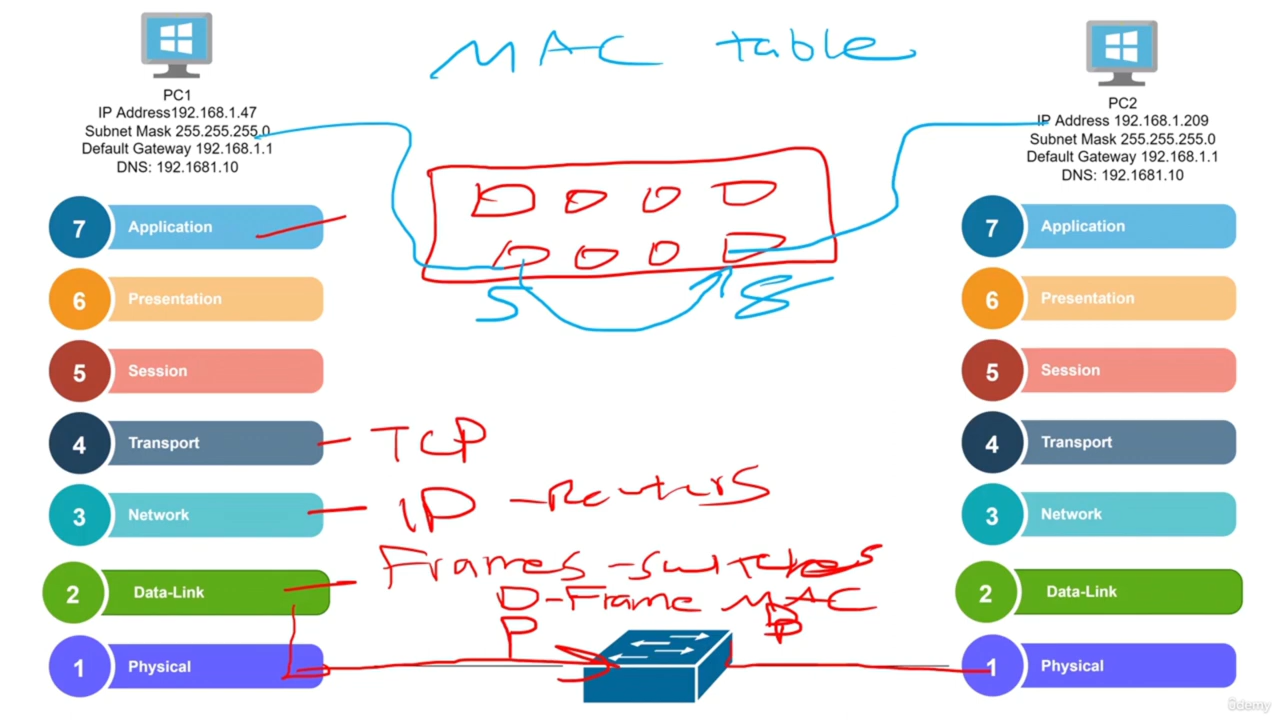 MAC table
PC1
IP Address192.168.1.47
Subnet Mask 255.255.255.0
Default Gateway 192.168.1.1
DNS: 192.1681.10
PC2
IP Address 192.168.1.209
Subnet Mask 255.255.255.0
Default Gateway 192.168.1.1
DNS: 192.1681.10
5
8
7 Application
6 Presentation
5 Session
4 Transport
3 Network
2 Data-Link
1 Physical
TCP
IP - Routers
Frames - switches
D-Frame MAC
P
D
P
7 Application
6 Presentation
5 Session
4 Transport
3 Network
2 Data-Link
1 Physical
ûdemy